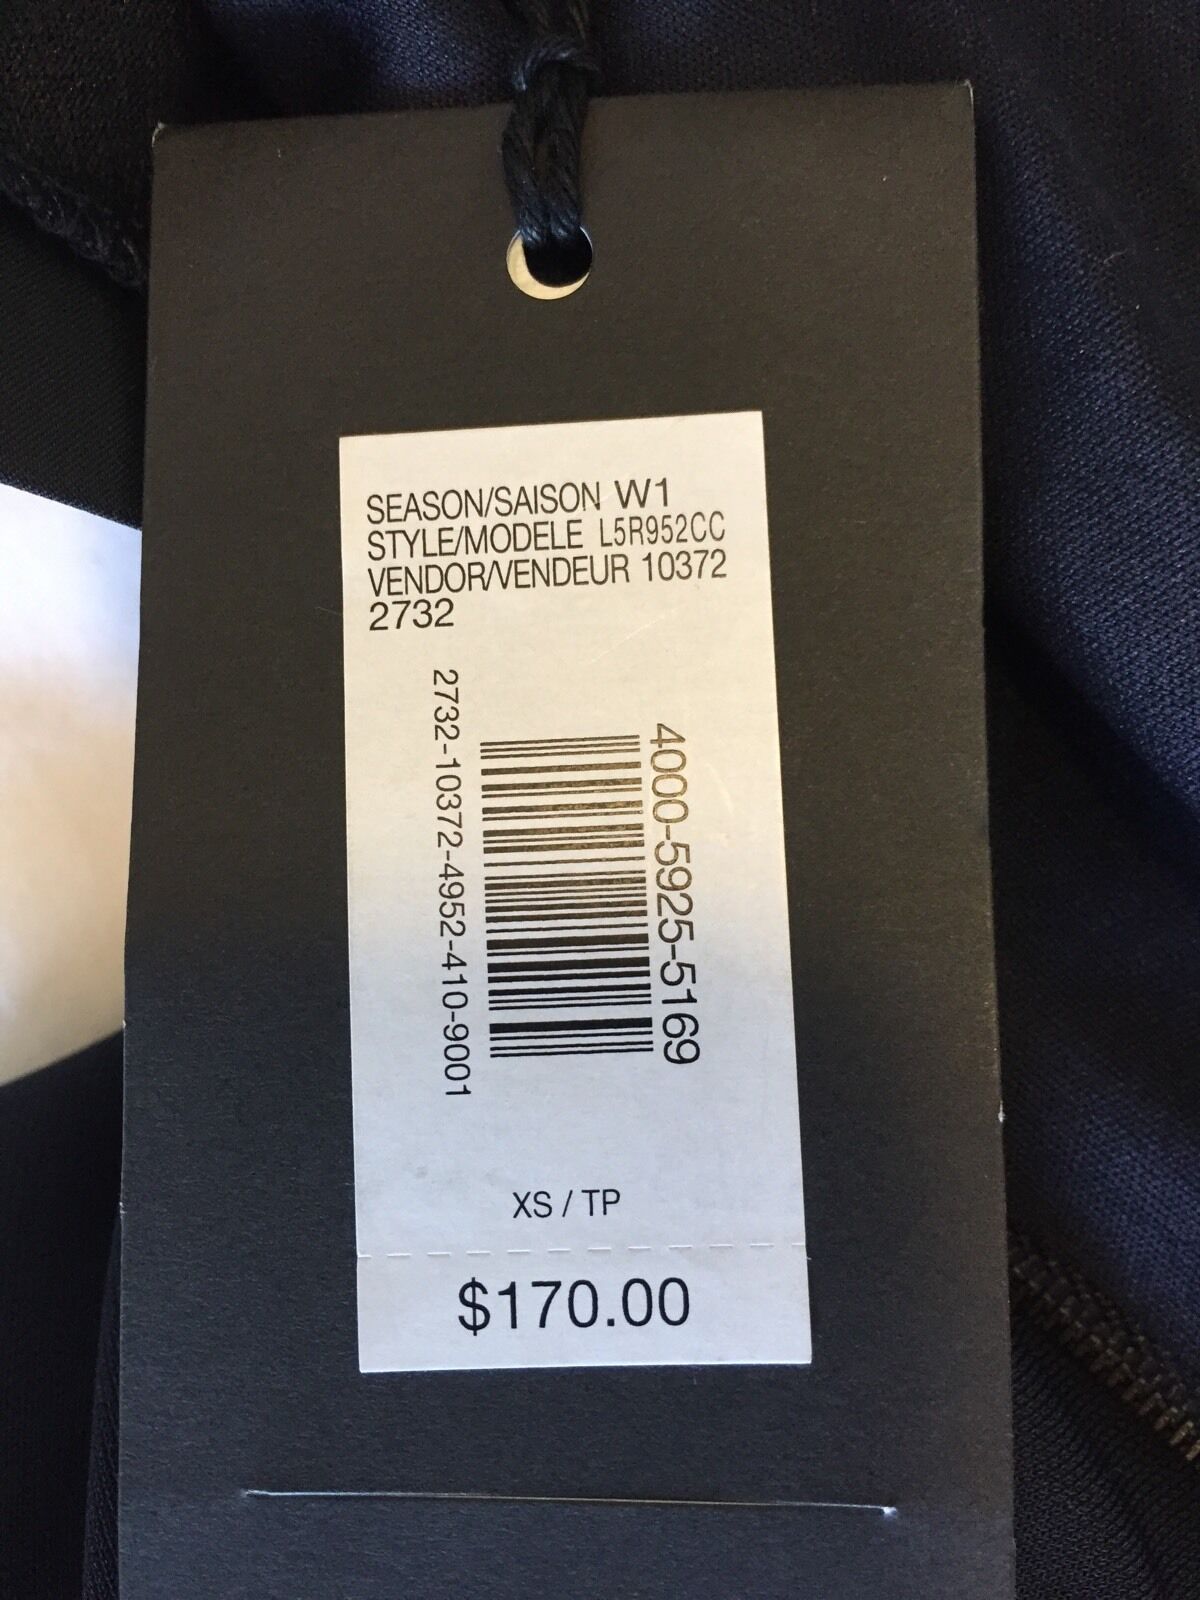 SEASON/SAISON W1
STYLE/MODELE L5R952CC
VENDOR/VENDEUR 10372
2732
4000-5925-5169
2732-10372-4952-410-9001
XS / TP
$170.00